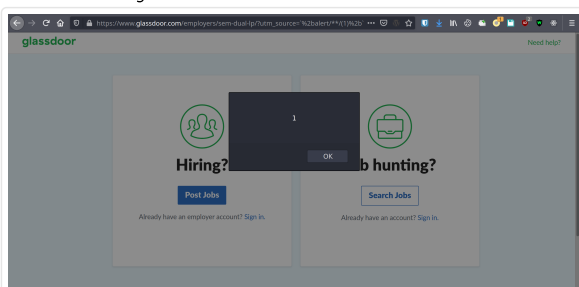 https://www.glassdoor.com/employers/sem-dual-lp/?utm_source=`%2balert/**/(1)%2b`
glassdoor
Need help?
1
OK
Hiring?
b hunting?
Post Jobs
Search Jobs
Already have an employer account? Sign in.
Already have an account? Sign in.